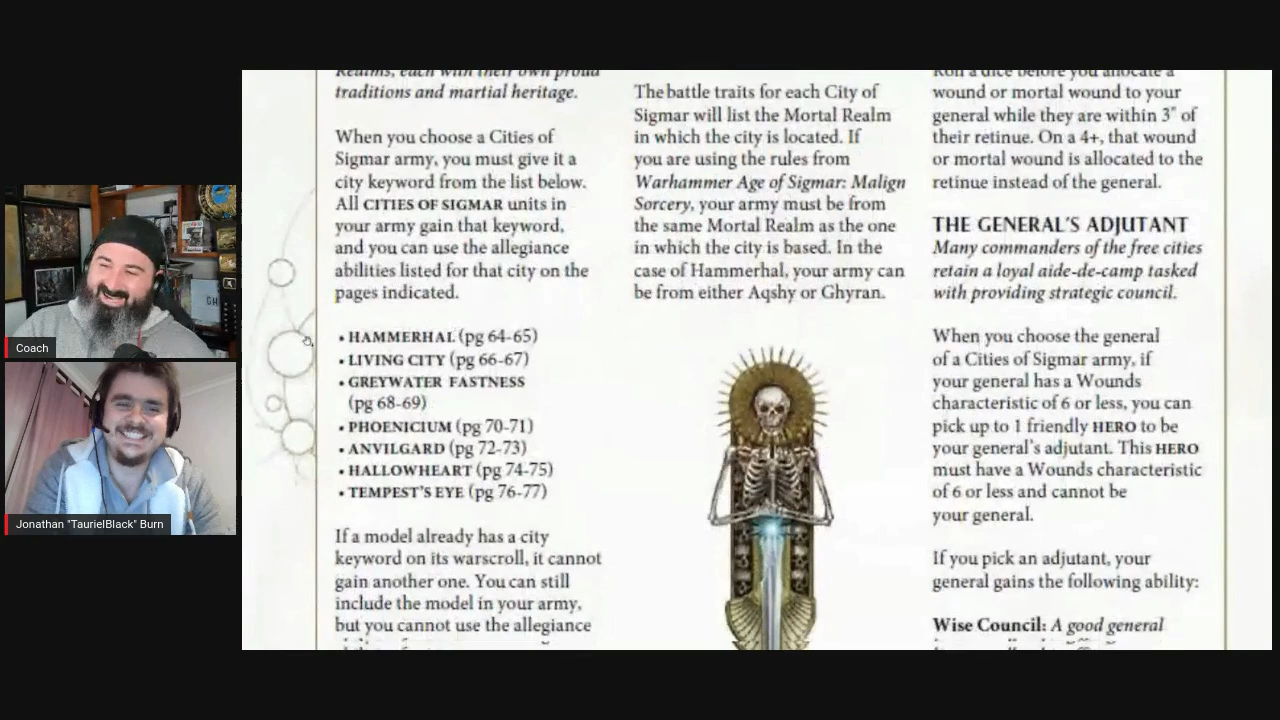 Realms, each with their own proud
traditions and martial heritage.
When you choose a Cities of
Sigmar army, you must give it a
city keyword from the list below.
All CITIES OF SIGMAR units in
your army gain that keyword,
and you can use the allegiance
abilities listed for that city on the
pages indicated.
• HAMMERHAL (pg 64-65)
• LIVING CITY (pg 66-67)
• GREYWATER FASTNESS
(pg 68-69)
• PHOENICIUM (pg 70-71)
• ANVILGARD (pg 72-73)
• HALLOWHEART (pg 74-75)
• TEMPEST'S EYE (pg 76-77)
If a model already has a city
keyword on its warscroll, it cannot
gain another one. You can still
include the model in your army,
but you cannot use the allegiance
The battle traits for each City of
Sigmar will list the Mortal Realm
in which the city is located. If
you are using the rules from
Warhammer Age of Sigmar: Malign
Sorcery, your army must be from
the same Mortal Realm as the one
in which the city is based. In the
case of Hammerhal, your army can
be from either Aqshy or Ghyran.
Roll a dice before you allocate a
wound or mortal wound to your
general while they are within 3" of
their retinue. On a 4+, that wound
or mortal wound is allocated to the
retinue instead of the general.
THE GENERAL'S ADJUTANT
Many commanders of the free cities
retain a loyal aide-de-camp tasked
with providing strategic council.
When you choose the general
of a Cities of Sigmar army, if
your general has a Wounds
characteristic of 6 or less, you can
pick up to 1 friendly HERO to be
your general's adjutant. This HERO
must have a Wounds characteristic
of 6 or less and cannot be
your general.
If you pick an adjutant, your
general gains the following ability:
Wise Council: A good general
Coach
Jonathan "TaurielBlack" Burn